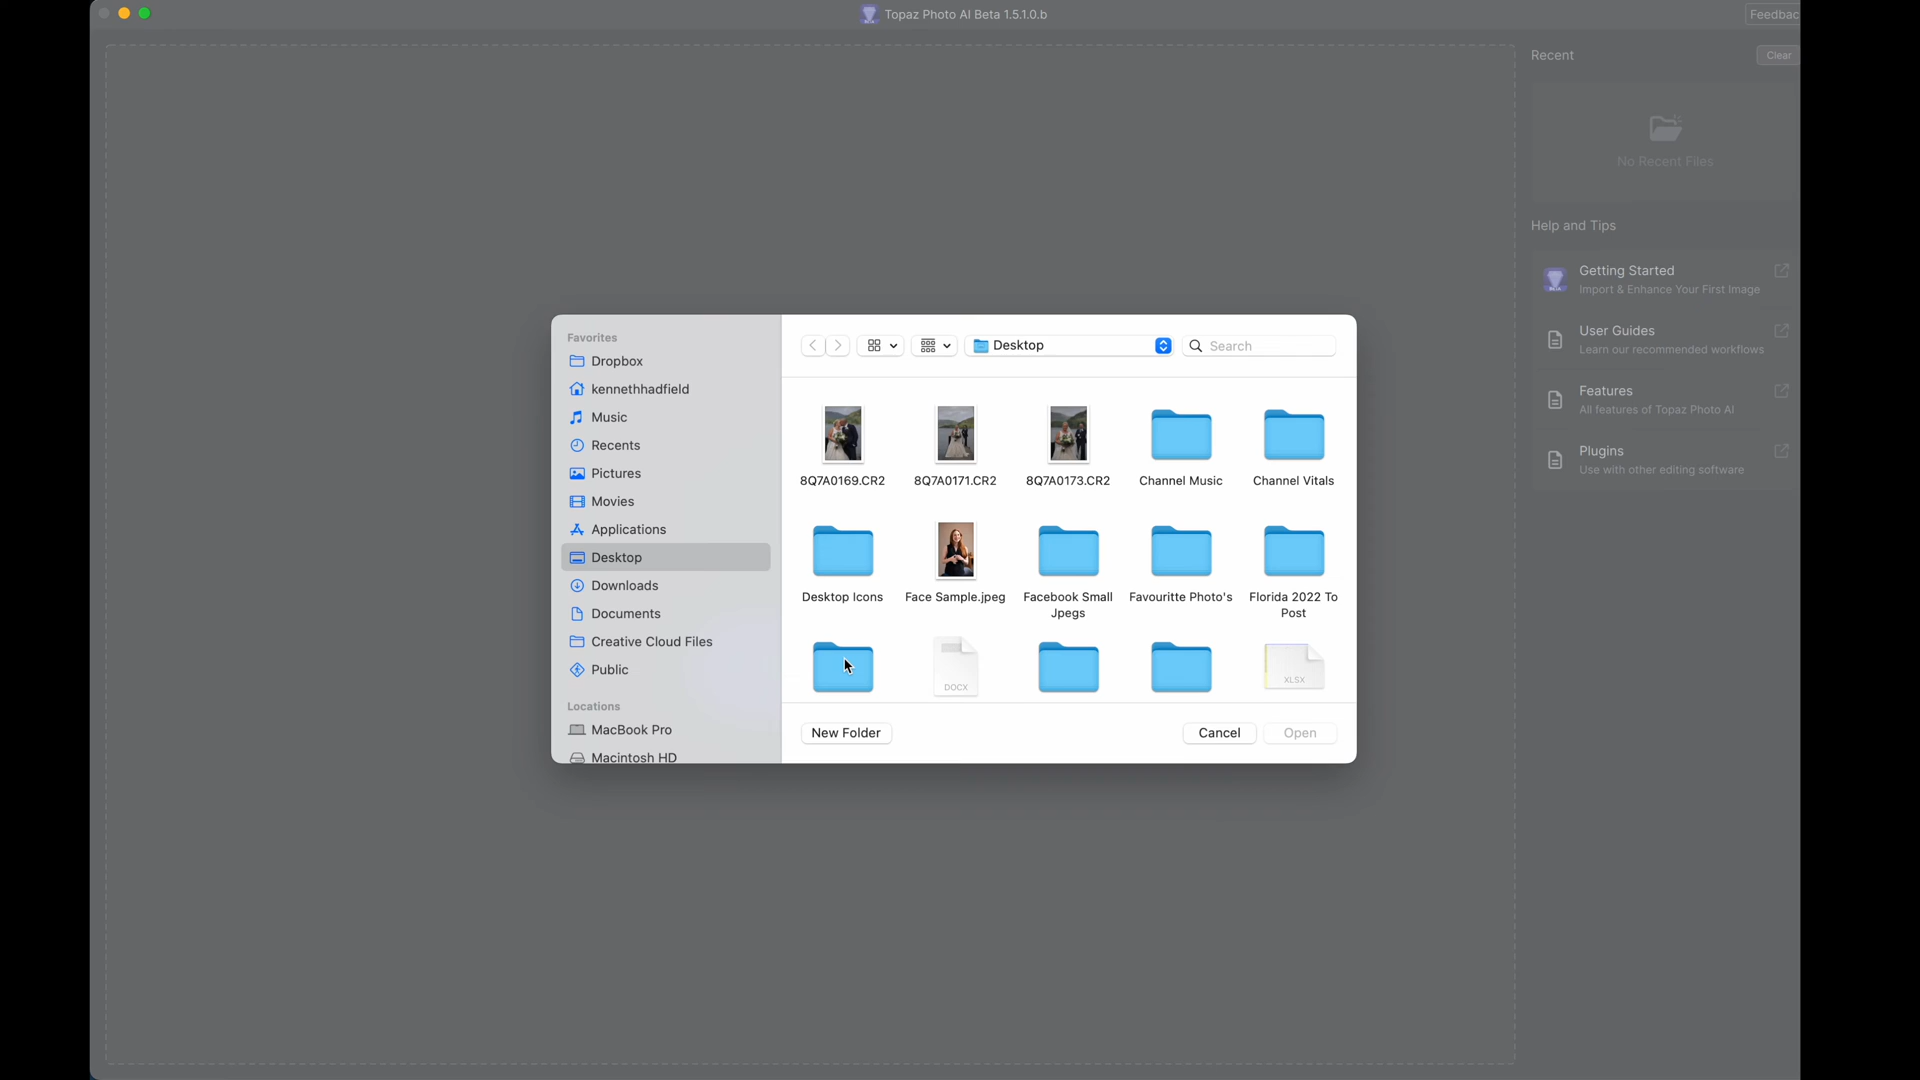 Topaz Photo AI Beta 1.5.1.0.b
Feedbac
Recent
Clear
No Recent Files
Help and Tips
Getting Started
Import & Enhance Your First Image
User Guides
Learn our recommended workflows
Features
All features of Topaz Photo AI
Plugins
Use with other editing software
Favorites
Dropbox
kennethhadfield
Music
Recents
Pictures
Movies
Applications
Desktop
Downloads
Documents
Creative Cloud Files
Public
Locations
MacBook Pro
Macintosh HD
Desktop
Search
8Q7A0169.CR2
8Q7A0171.CR2
8Q7A0173.CR2
Channel Music
Channel Vitals
Desktop Icons
Face Sample.jpeg
Facebook Small
Jpegs
Favouritte Photo's
Florida 2022 To
Post
DOCX
XLSX
New Folder
Cancel
Open